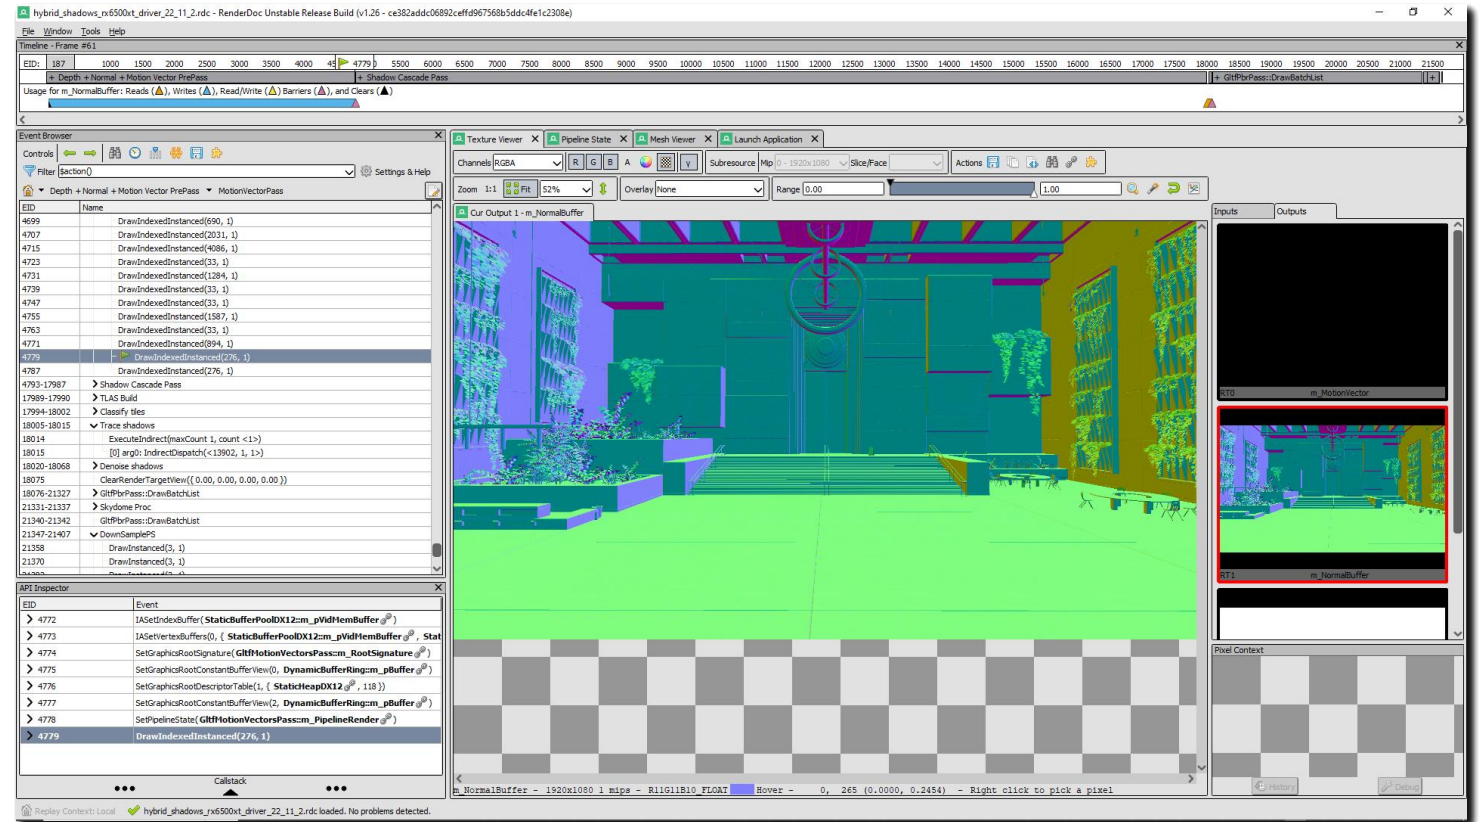 hybrid_shadows_rx6500xt_driver_22_11_2.rdc - RenderDoc Unstable Release Build (v1.26 - ce382addc06892ceffd967568b5ddc4fe1c2308e)
File Window Tools Help
Timeline - Frame #61
EID: 187 1000 1500 2000 2500 3000 3500 4000 45 4779 5500 6000 6500 7000 7500 8000 8500 9000 9500 10000 10500 11000 11500 12000 12500 13000 13500 14000 14500 15000 15500 16000 16500 17000 17500 18000 18500 19000 19500 20000 20500 21000 21500
+ Depth + Normal + Motion Vector PrePass + Shadow Cascade Pass + GltfPbrPass::DrawBatchList +
Usage for m_NormalBuffer: Reads ( ), Writes ( ), Read/Write ( ) Barriers ( ), and Clears ( )
Event Browser
Controls
Filter $action() Settings & Help
Depth + Normal + Motion Vector PrePass MotionVectorPass
EID Name
4699 DrawIndexedInstanced(690, 1)
4707 DrawIndexedInstanced(2031, 1)
4715 DrawIndexedInstanced(4086, 1)
4723 DrawIndexedInstanced(33, 1)
4731 DrawIndexedInstanced(1284, 1)
4739 DrawIndexedInstanced(33, 1)
4747 DrawIndexedInstanced(33, 1)
4755 DrawIndexedInstanced(1587, 1)
4763 DrawIndexedInstanced(33, 1)
4771 DrawIndexedInstanced(894, 1)
4779 DrawIndexedInstanced(276, 1)
4787 DrawIndexedInstanced(276, 1)
4793-17987 Shadow Cascade Pass
17989-17990 TLAS Build
17994-18002 Classify tiles
18005-18015 Trace shadows
18014 ExecuteIndirect(maxCount 1, count <1>)
18015 [0] arg0: IndirectDispatch(<13902, 1, 1>)
18020-18068 Denoise shadows
18075 ClearRenderTargetView({ 0.00, 0.00, 0.00, 0.00 })
18076-21327 GltfPbrPass::DrawBatchList
21331-21337 Skydome Proc
21340-21342 GltfPbrPass::DrawBatchList
21347-21407 DownSamplePS
21358 DrawInstanced(3, 1)
21370 DrawInstanced(3, 1)
API Inspector
EID Event
4772 IASetIndexBuffer( StaticBufferPoolDX12::m_pVidMemBuffer )
4773 IASetVertexBuffers(0, { StaticBufferPoolDX12::m_pVidMemBuffer , Stat
4774 SetGraphicsRootSignature( GltfMotionVectorsPass::m_RootSignature )
4775 SetGraphicsRootConstantBufferView(0, DynamicBufferRing::m_pBuffer )
4776 SetGraphicsRootDescriptorTable(1, { StaticHeapDX12 , 118 })
4777 SetGraphicsRootConstantBufferView(2, DynamicBufferRing::m_pBuffer )
4778 SetPipelineState( GltfMotionVectorsPass::m_PipelineRender )
4779 DrawIndexedInstanced(276, 1)
Callstack
Texture Viewer Pipeline State Mesh Viewer Launch Application
Channels RGBA R G B A γ Subresource Mip 0 - 1920x1080 Slice/Face Actions
Zoom 1:1 Fit 52% Overlay None Range 0.00 1.00
Cur Output 1 - m_NormalBuffer
m_NormalBuffer - 1920x1080 1 mips - R11G11B10_FLOAT Hover - 0, 265 (0.0000, 0.2454) - Right click to pick a pixel
Inputs Outputs
RT0 m_MotionVector
RT1 m_NormalBuffer
Pixel Context
History Debug
Replay Context: Local hybrid_shadows_rx6500xt_driver_22_11_2.rdc loaded. No problems detected.